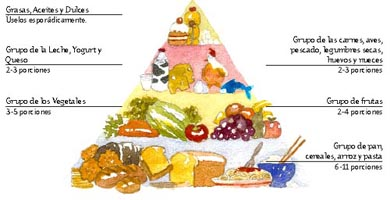 Grasas, Aceites y Dulces
Úselos esporádicamente.
Grupo de la Leche, Yogurt y
Queso
2-3 porciones
Grupo de las carnes, aves,
pescado, legumbres secas,
huevos y nueces
2-3 porciones
Grupo de los Vegetales
3-5 porciones
Grupo de frutas
2-4 porciones
Grupo de pan,
cereales, arroz y pasta
6-11 porciones